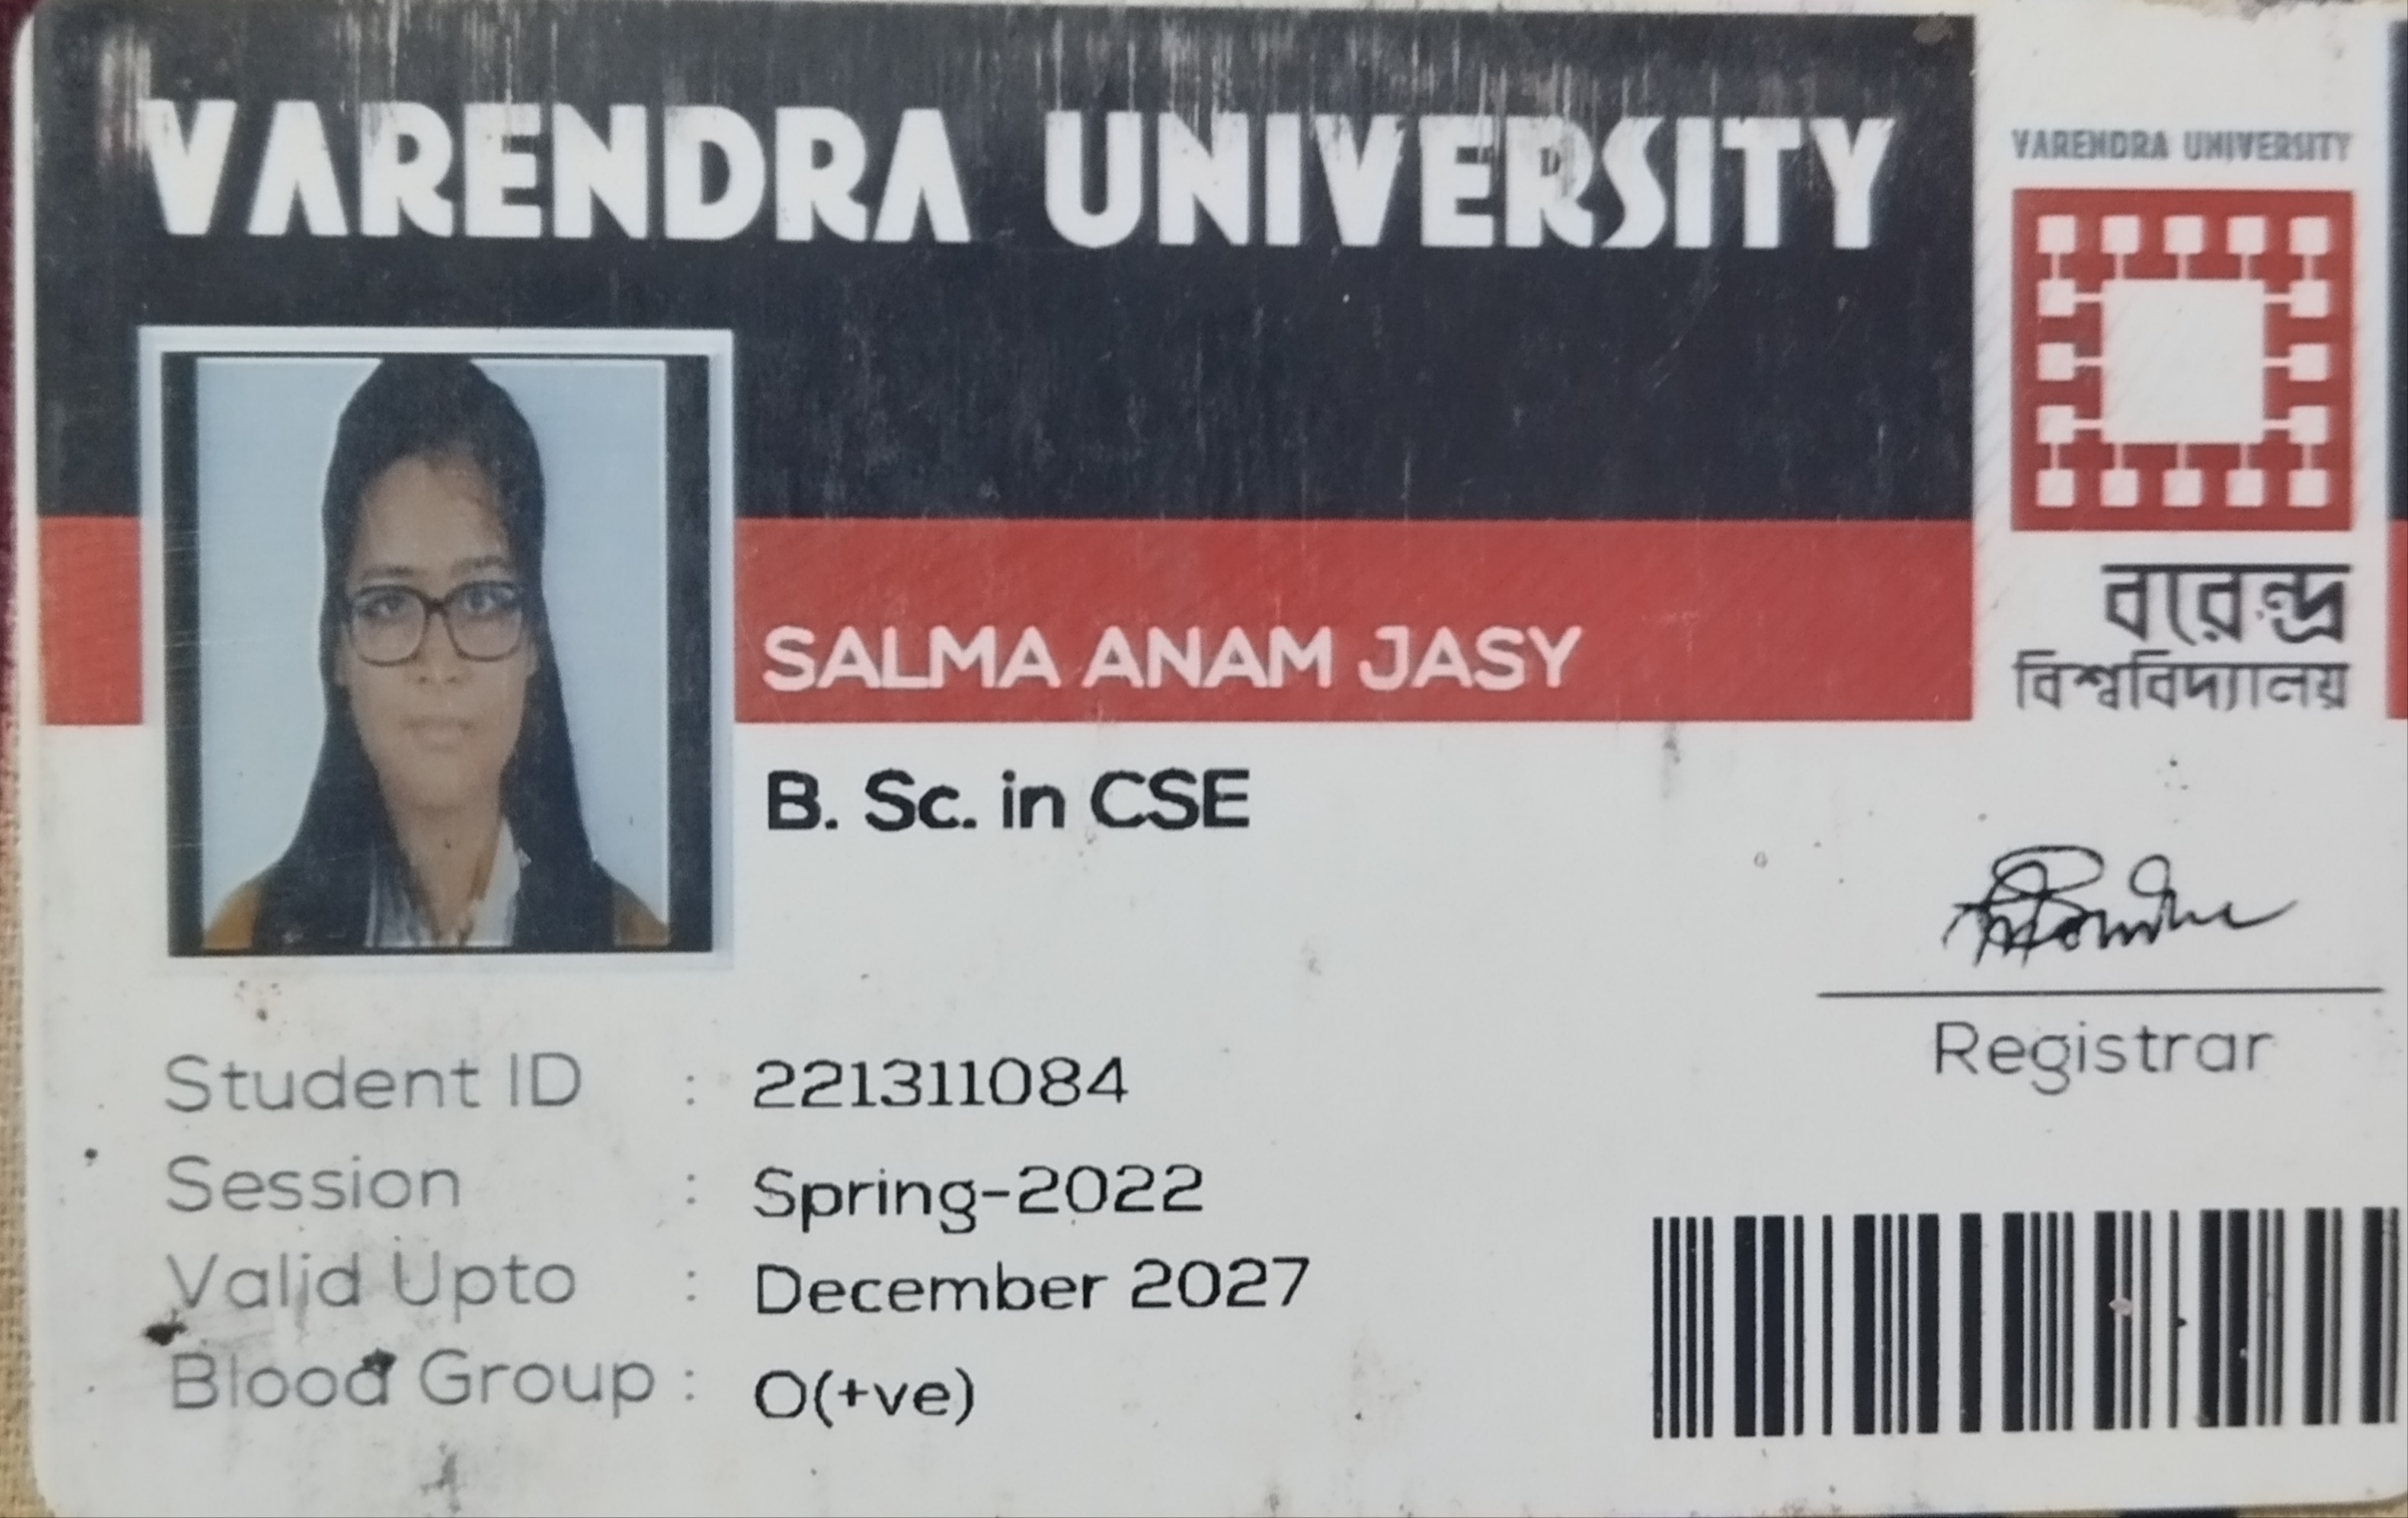 VARENDRA UNIVERSITY
VARENDRA UNIVERSITY
বরেন্দ্র
বিশ্ববিদ্যালয়
SALMA ANAM JASY
B. Sc. in CSE
Registrar
Student ID : 221311084
Session : Spring-2022
Valid Upto : December 2027
Blood Group : O(+ve)